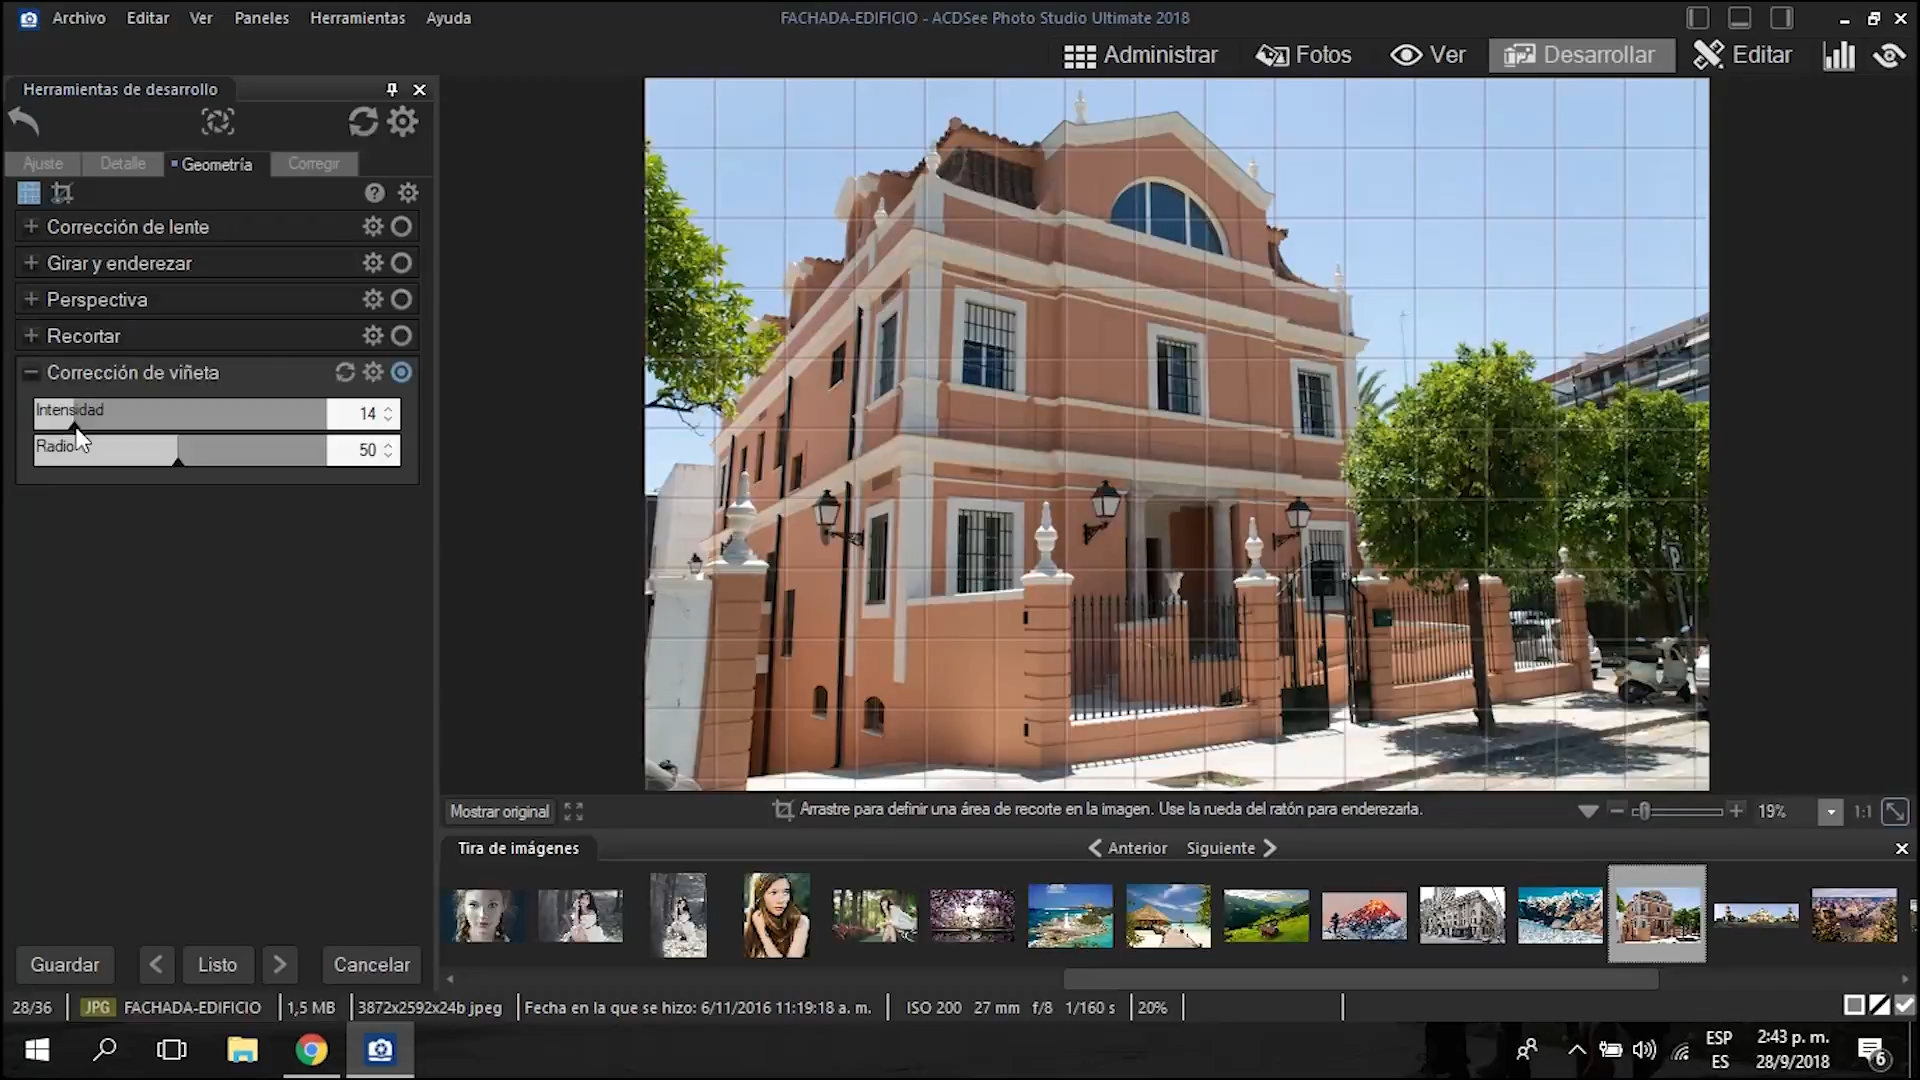 Archivo Editar Ver Paneles Herramientas Ayuda
FACHADA-EDIFICIO - ACDSee Photo Studio Ultimate 2018
Administrar Fotos Ver Desarrollar Editar
Herramientas de desarrollo
Ajuste Detalle Geometría Corregir
Corrección de lente
Girar y enderezar
Perspectiva
Recortar
Corrección de viñeta
Intensidad 14
Radio 50
Mostrar original
Arrastre para definir una área de recorte en la imagen. Use la rueda del ratón para enderezarla.
19% 1:1
Tira de imágenes
Anterior Siguiente
Guardar Listo Cancelar
28/36 JPG FACHADA-EDIFICIO 1,5 MB 3872x2592x24b jpeg Fecha en la que se hizo: 6/11/2016 11:19:18 a. m. ISO 200 27 mm f/8 1/160 s 20%
ESP 2:43 p. m.
ES 28/9/2018
6
P